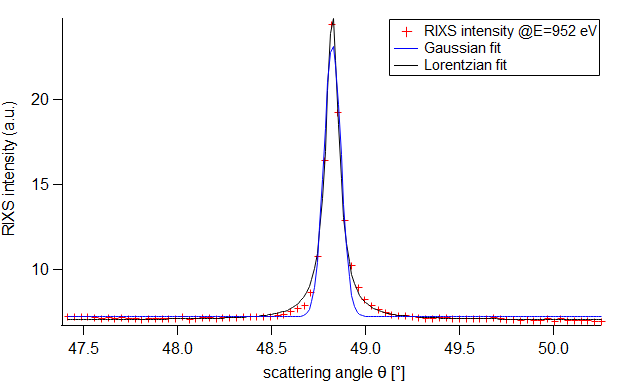 RIXS intensity @E=952 eV
Gaussian fit
Lorentzian fit
RIXS intensity (a.u.)
20
15
10
47.5 48.0 48.5 49.0 49.5 50.0
scattering angle θ [°]